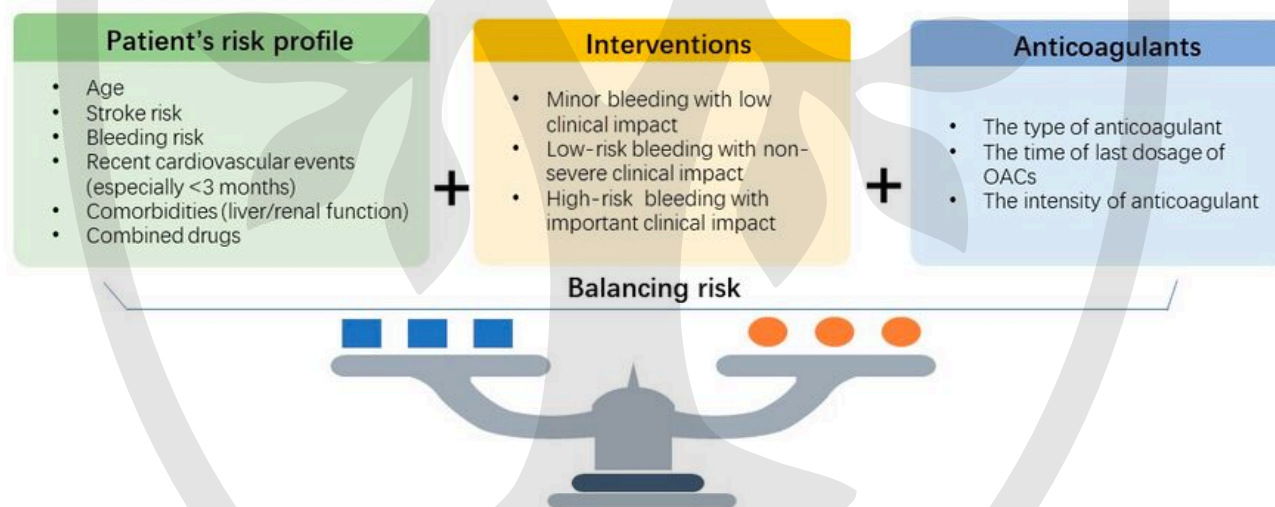 Patient's risk profile
• Age
• Stroke risk
• Bleeding risk
• Recent cardiovascular events
(especially <3 months)
• Comorbidities (liver/renal function)
• Combined drugs
+
Interventions
• Minor bleeding with low
clinical impact
• Low-risk bleeding with non-
severe clinical impact
• High-risk bleeding with
important clinical impact
+
Anticoagulants
• The type of anticoagulant
• The time of last dosage of
OACs
• The intensity of anticoagulant
Balancing risk